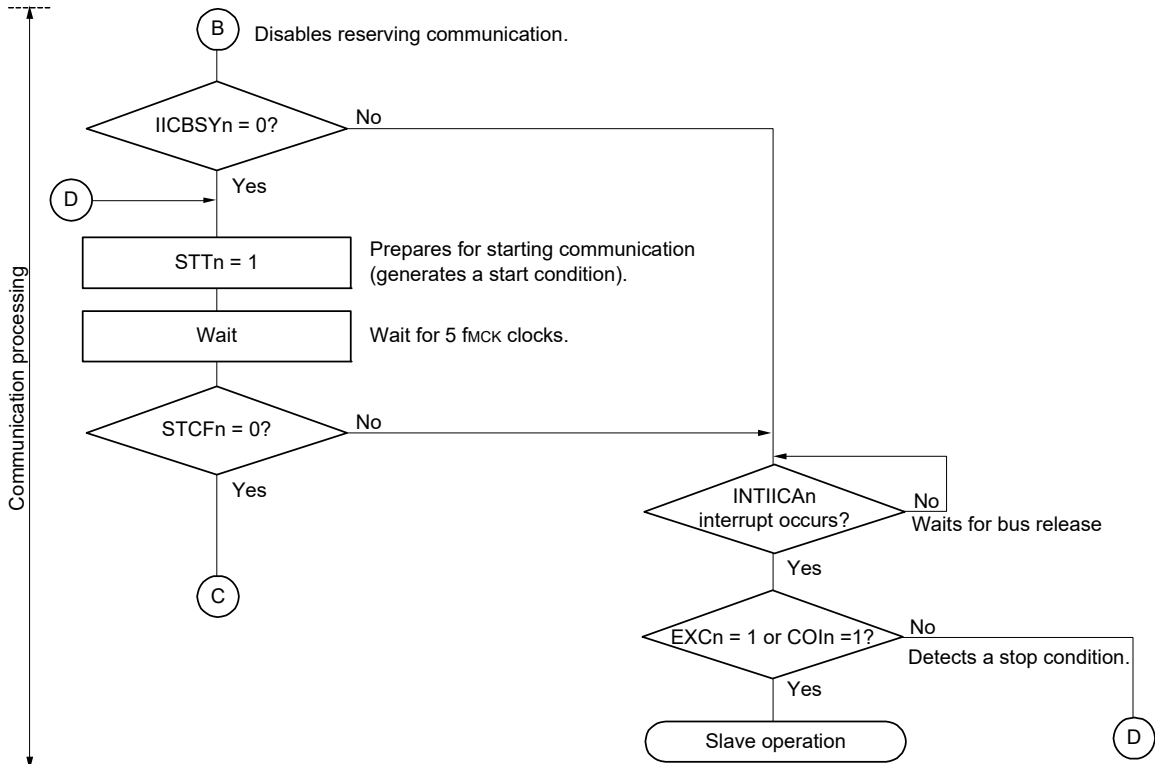 B
Disables reserving communication.
IICBSYn = 0?
No
Yes
D
STTn = 1
Prepares for starting communication
(generates a start condition).
Wait
Wait for 5 fMCK clocks.
STCFn = 0?
No
Yes
C
INTIICAn
interrupt occurs?
No
Waits for bus release
Yes
EXCn = 1 or COIn =1?
No
Detects a stop condition.
Yes
Slave operation
D
Communication processing